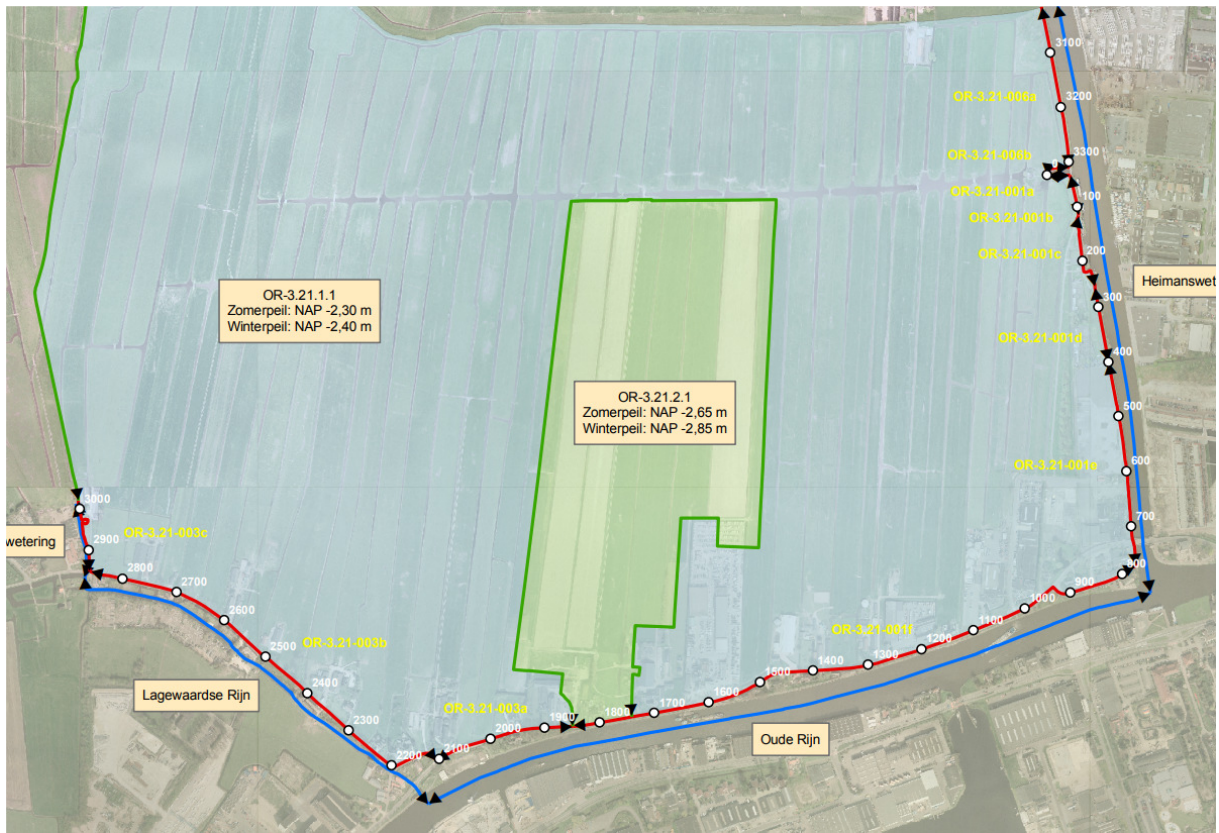 3100
OR-3.21-006a
3200
OR-3.21-006b
3300
0
OR-3.21-001a
100
OR-3.21-001b
200
OR-3.21-001c
Heimanswet
300
OR-3.21.1.1
Zomerpeil: NAP -2,30 m
Winterpeil: NAP -2,40 m
OR-3.21-001d
400
OR-3.21.2.1
Zomerpeil: NAP -2,65 m
Winterpeil: NAP -2,85 m
500
600
OR-3.21-001e
700
3000
wetering
OR-3.21-003c
2900
2800
2700
2600
2500
OR-3.21-003b
2400
2300
2200
Lagewaardse Rijn
OR-3.21-003a
2100
2000
1900
1800
1700
1600
1500
1400
1300
OR-3.21-001f
1200
1100
1000
900
800
Oude Rijn